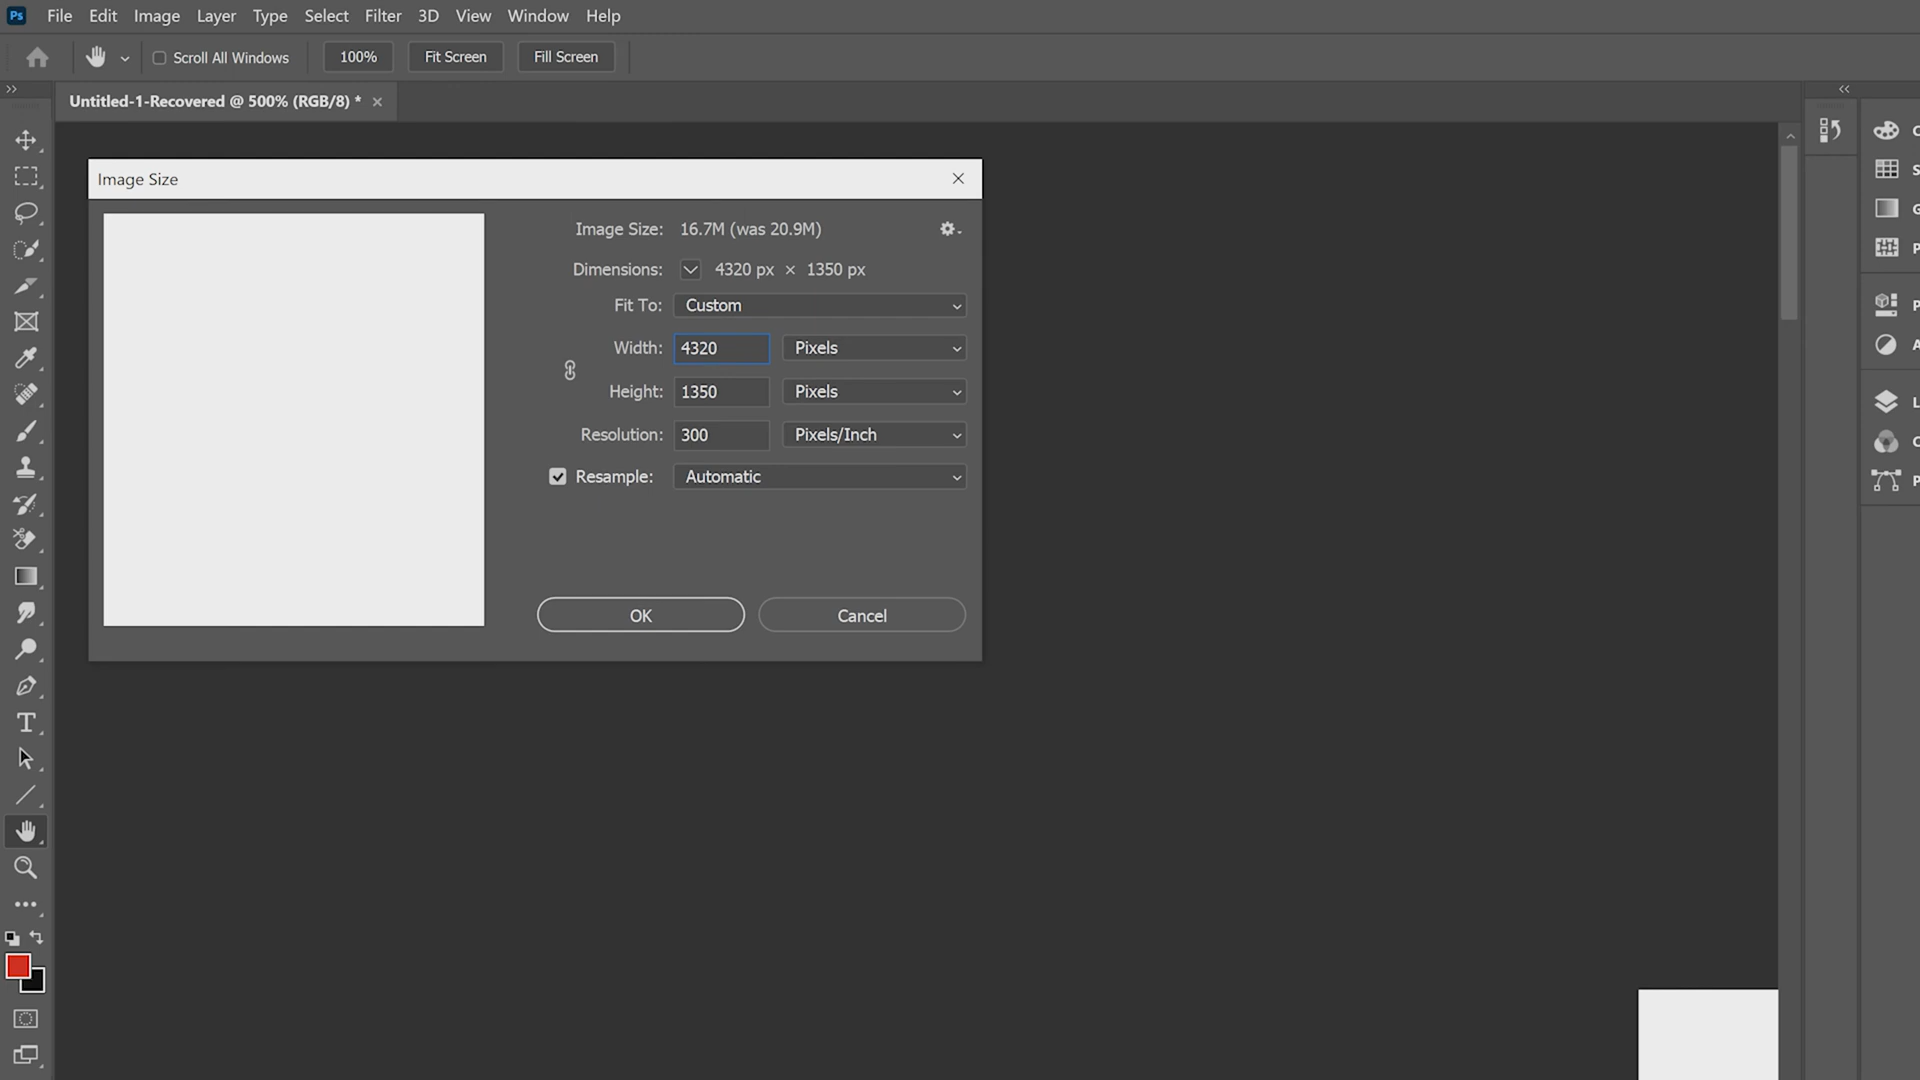 Ps File Edit Image Layer Type Select Filter 3D View Window Help
Scroll All Windows 100% Fit Screen Fill Screen
Untitled-1-Recovered @ 500% (RGB/8) *
Image Size
Image Size: 16.7M (was 20.9M)
Dimensions: 4320 px × 1350 px
Fit To: Custom
Width: 4320 Pixels
Height: 1350 Pixels
Resolution: 300 Pixels/Inch
Resample: Automatic
OK Cancel